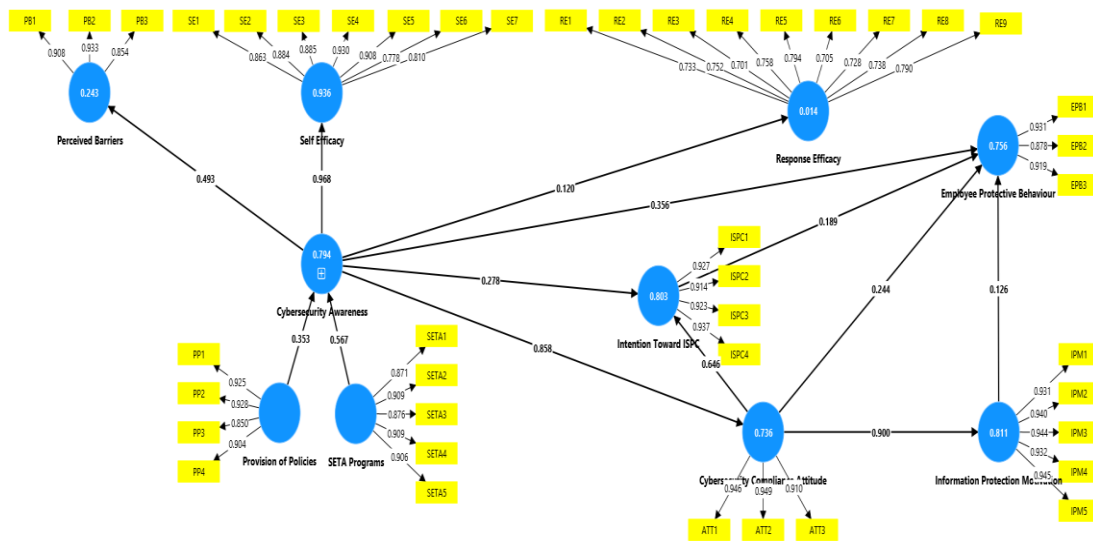 PB1 PB2 PB3 SE1 SE2 SE3 SE4 SE5 SE6 SE7 RE1 RE2 RE3 RE4 RE5 RE6 RE7 RE8 RE9
0.908 0.933 0.854 0.863 0.884 0.885 0.930 0.908 0.778 0.810 0.733 0.752 0.701 0.758 0.794 0.705 0.728 0.738 0.790
0.243 0.936 0.014
Perceived Barriers Self Efficacy Response Efficacy
EPB1
0.931
EPB2
0.756 0.878
0.919
EPB3
Employee Protective Behaviour
0.493 0.968 0.120 0.356 0.189
0.794
Cybersecurity Awareness
0.278
ISPC1
0.927
ISPC2
0.914
0.803
0.923
ISPC3
0.937
ISPC4
Intention Toward ISPC
0.244 0.126
0.353 0.567 0.858 0.646
PP1
0.925
PP2
0.928
PP3
0.850
0.904
PP4
Provision of Policies
SETA1
0.871
SETA2
0.909
SETA3
0.876
0.909
SETA4
0.906
SETA5
SETA Programs
0.736 0.900 0.811
Cybersecurity Compliance Attitude
0.946 0.949 0.910
ATT1 ATT2 ATT3
IPM1
0.931
IPM2
0.940
IPM3
0.944
0.932
IPM4
0.945
IPM5
Information Protection Motivation